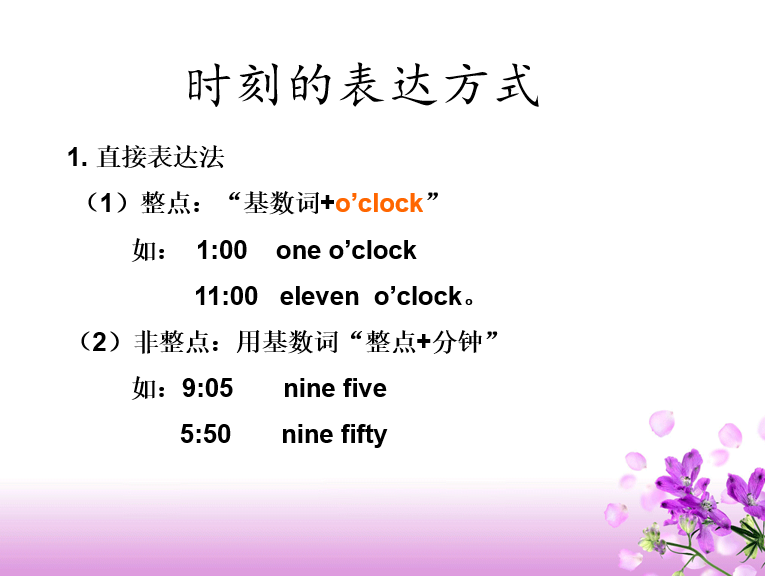 时刻的表达方式
1. 直接表达法
（1）整点：“基数词+o’clock”
如： 1:00 one o’clock
11:00 eleven o’clock。
（2）非整点：用基数词“整点+分钟”
如：9:05 nine five
5:50 nine fifty